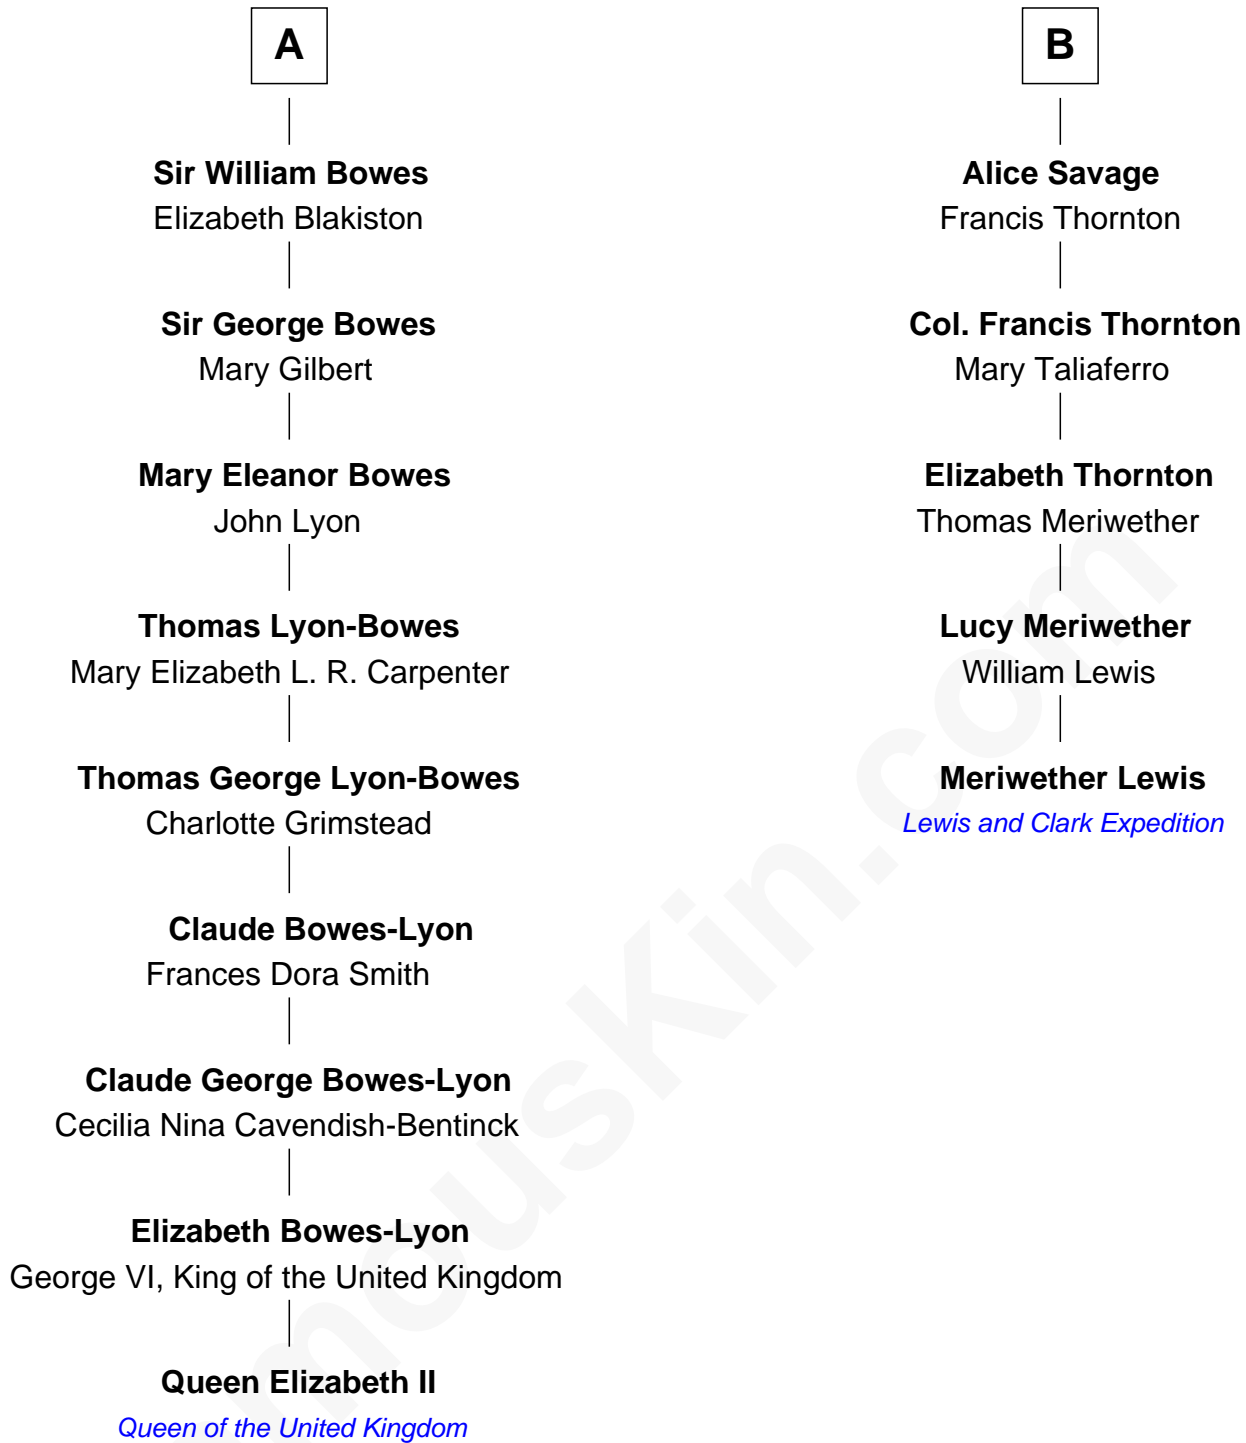 A
Sir William Bowes
Elizabeth Blakiston
Sir George Bowes
Mary Gilbert
Mary Eleanor Bowes
John Lyon
Thomas Lyon-Bowes
Mary Elizabeth L. R. Carpenter
Thomas George Lyon-Bowes
Charlotte Grimstead
Claude Bowes-Lyon
Frances Dora Smith
Claude George Bowes-Lyon
Cecilia Nina Cavendish-Bentinck
Elizabeth Bowes-Lyon
George VI, King of the United Kingdom
Queen Elizabeth II
Queen of the United Kingdom
B
Alice Savage
Francis Thornton
Col. Francis Thornton
Mary Taliaferro
Elizabeth Thornton
Thomas Meriwether
Lucy Meriwether
William Lewis
Meriwether Lewis
Lewis and Clark Expedition
mousKin.com